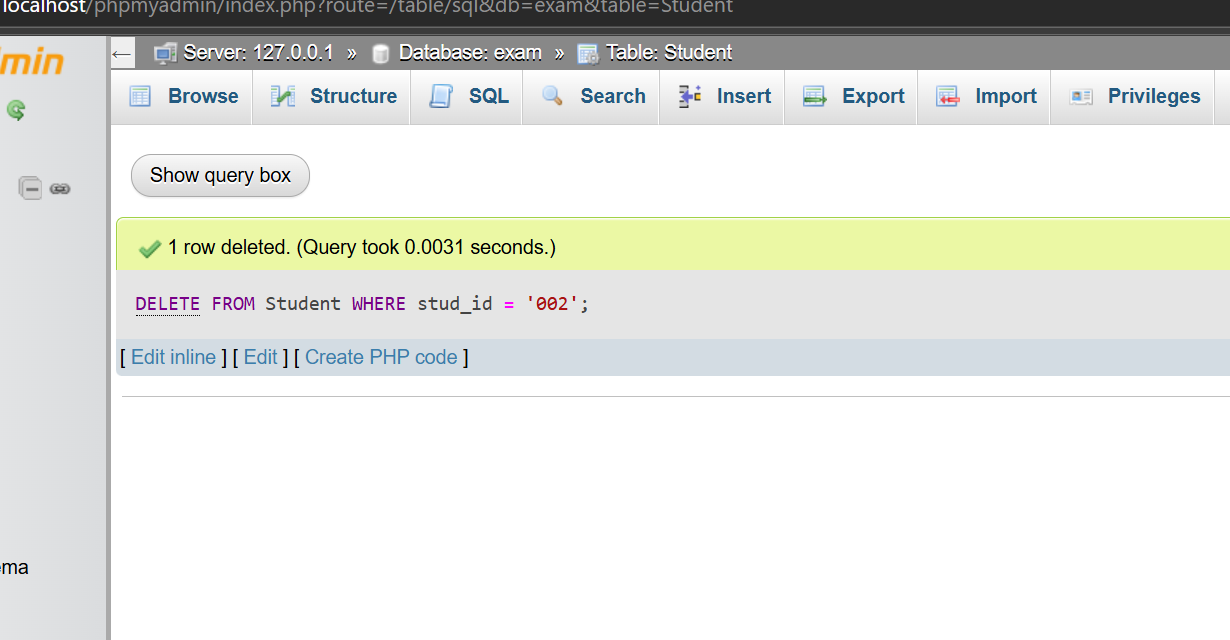 localhost/phpmyadmin/index.php?route=/table/sql&db=exam&table=Student
min
← Server: 127.0.0.1 » Database: exam » Table: Student
Browse Structure SQL Search Insert Export Import Privileges
Show query box
1 row deleted. (Query took 0.0031 seconds.)
DELETE FROM Student WHERE stud_id = '002';
[ Edit inline ] [ Edit ] [ Create PHP code ]
ema